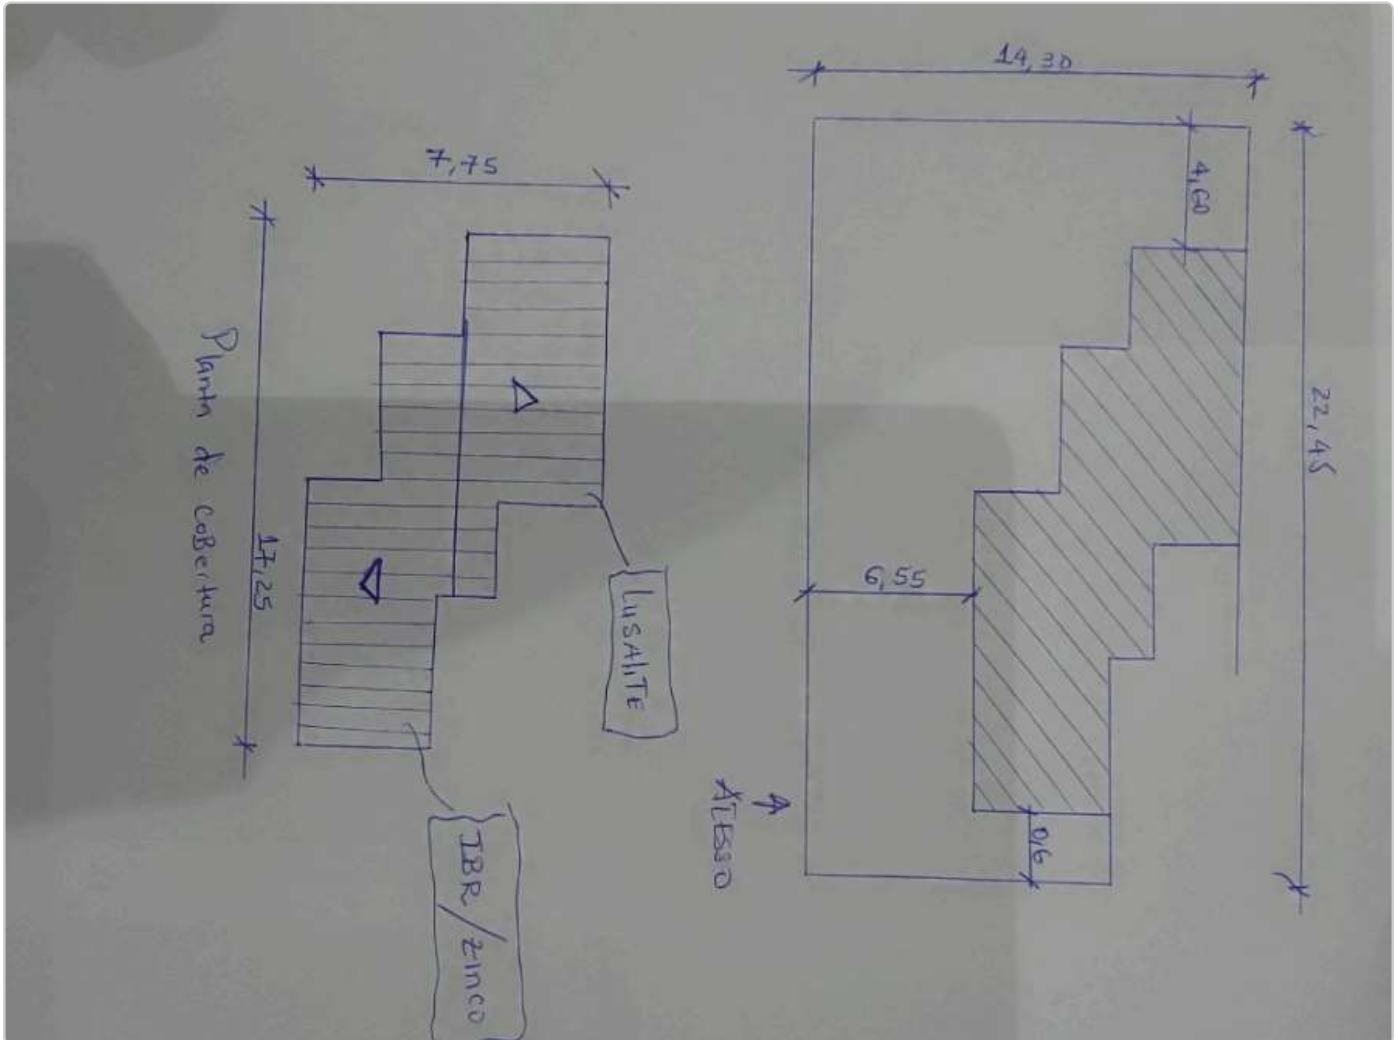 14,30
7,75
4,60
22,45
6,55
17,25
Planta de CoBertura
LUSALITE
0,6
ACESSO
IBR/ZINCO